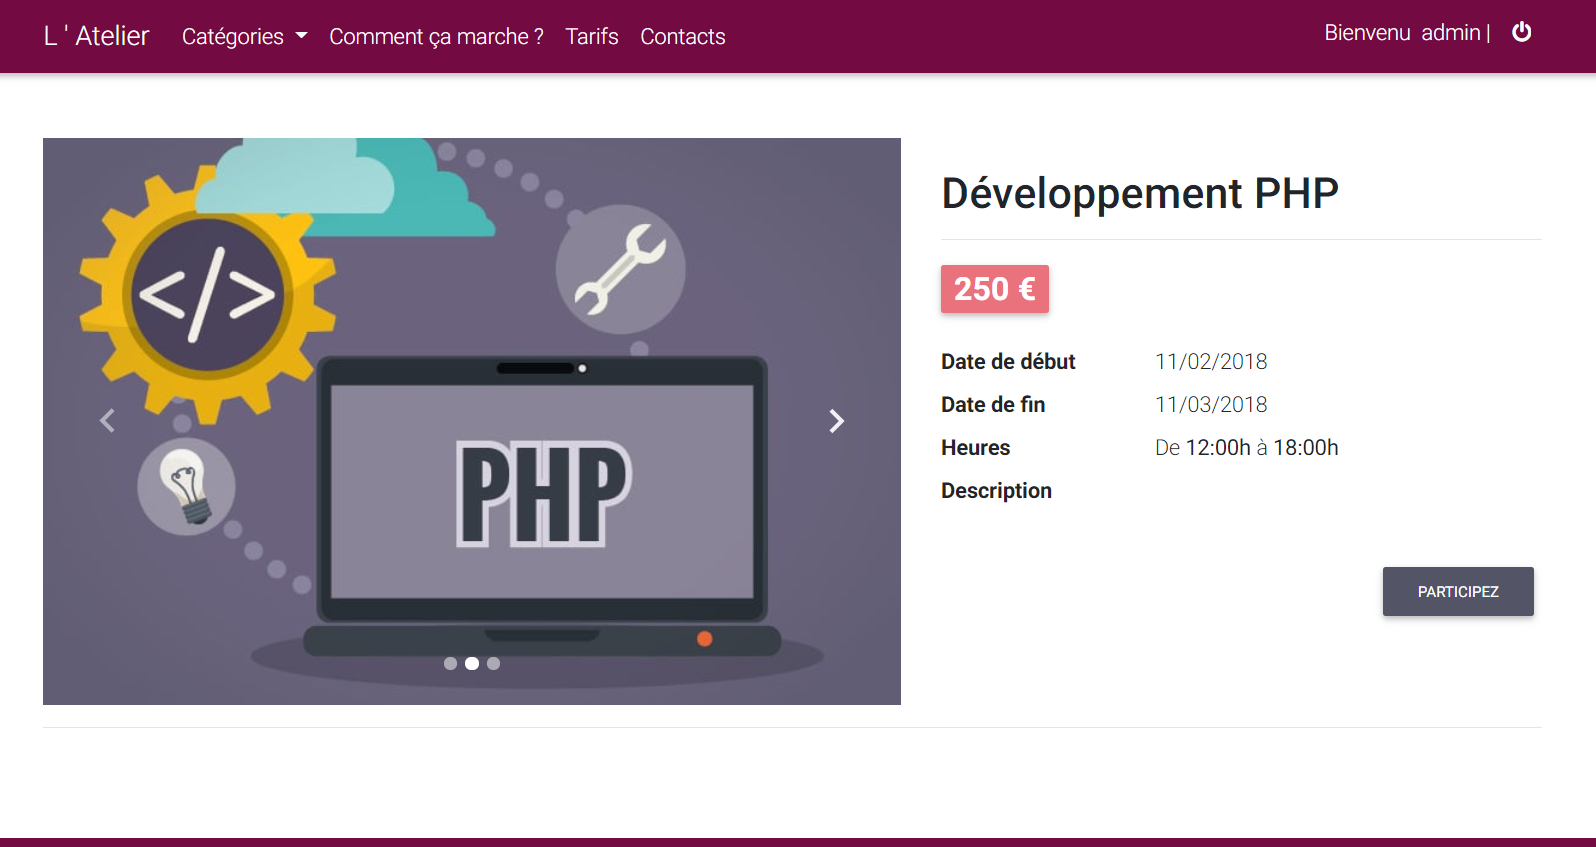 L ' Atelier Catégories Comment ça marche ? Tarifs Contacts Bienvenu admin |
Développement PHP
250 €
Date de début 11/02/2018
Date de fin 11/03/2018
Heures De 12:00h à 18:00h
Description
PARTICIPEZ
</>
PHP